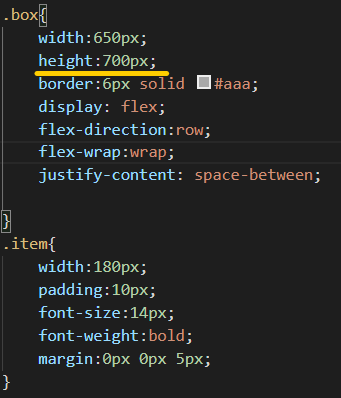 .box{
width:650px;
height:700px;
border:6px solid #aaa;
display: flex;
flex-direction:row;
flex-wrap:wrap;
justify-content: space-between;
}
.item{
width:180px;
padding:10px;
font-size:14px;
font-weight:bold;
margin:0px 0px 5px;
}